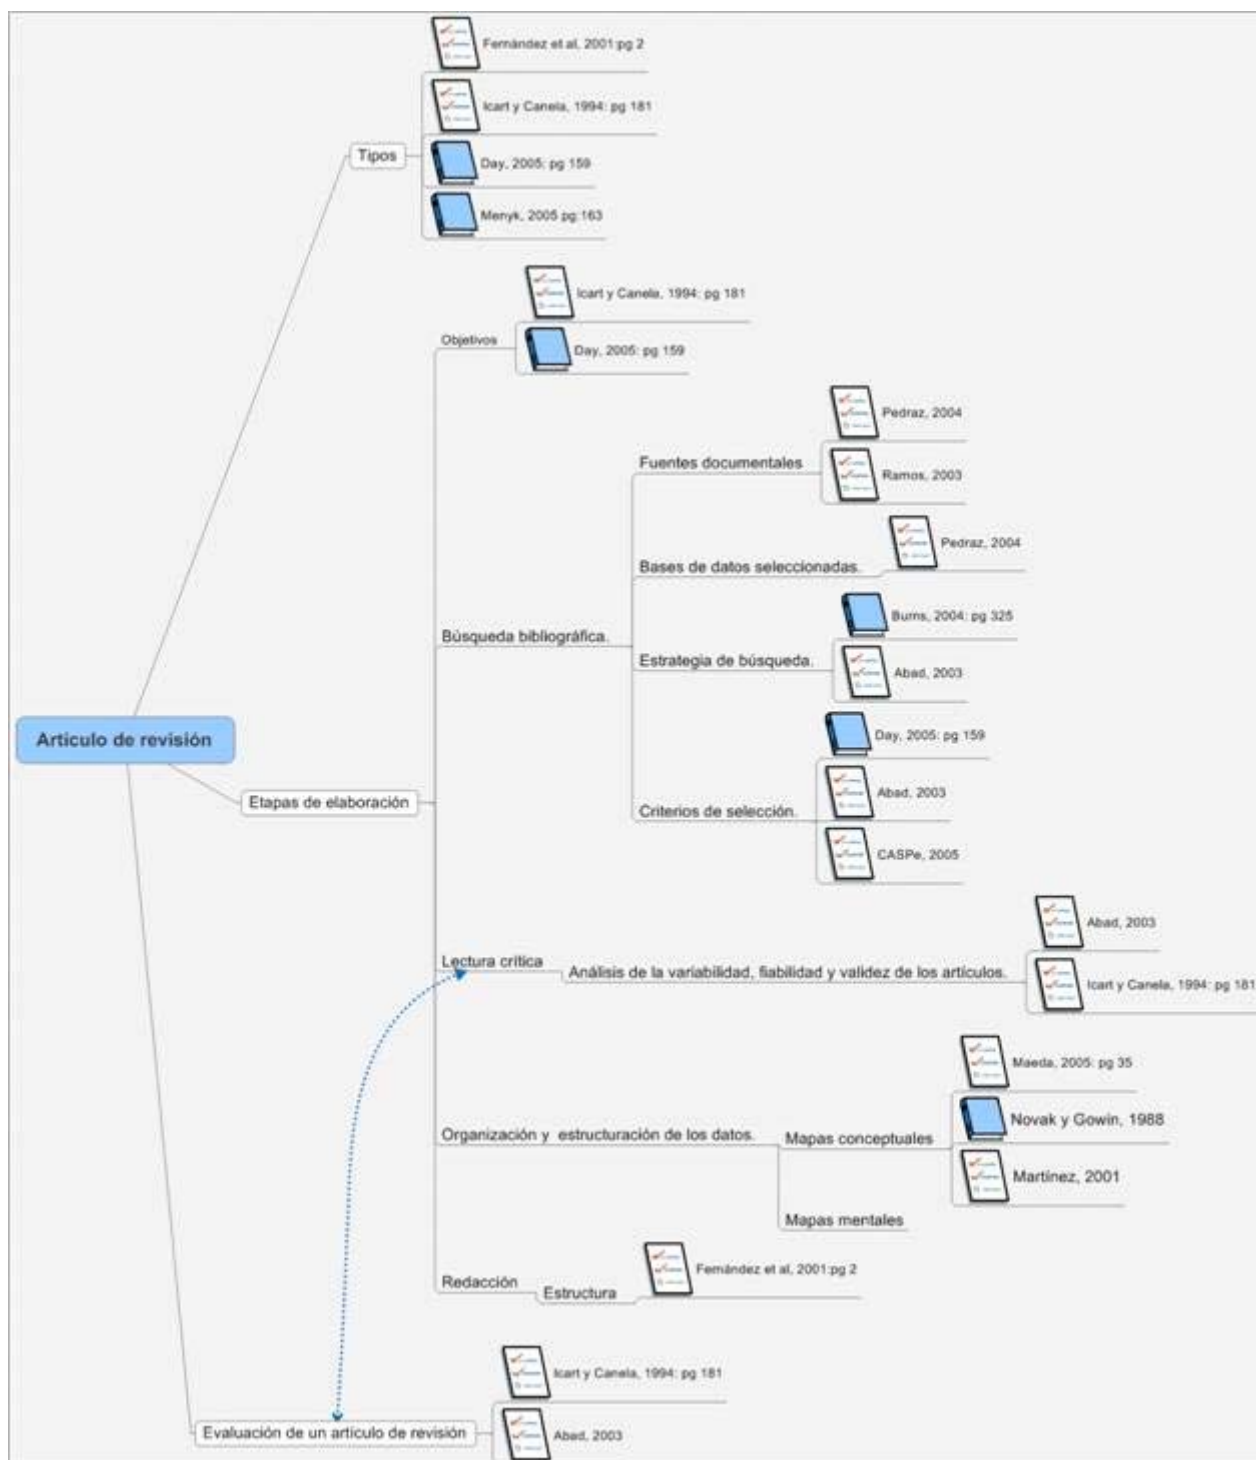 Fernández et al, 2001:pg 2
Icart y Canela, 1994: pg 181
Tipos
Day, 2005: pg 159
Menyk, 2005 pg:163
Icart y Canela, 1994: pg 181
Objetivos
Day, 2005: pg 159
Pedraz, 2004
Fuentes documentales
Ramos, 2003
Pedraz, 2004
Bases de datos seleccionadas.
Burns, 2004: pg 325
Búsqueda bibliográfica.
Estrategia de búsqueda.
Abad, 2003
Day, 2005: pg 159
Artículo de revisión
Abad, 2003
Etapas de elaboración
Criterios de selección.
CASPe, 2005
Abad, 2003
Lectura crítica
Análisis de la variabilidad, fiabilidad y validez de los artículos.
Icart y Canela, 1994: pg 181
Maeda, 2005: pg 35
Novak y Gowin, 1988
Organización y estructuración de los datos.
Mapas conceptuales
Martínez, 2001
Mapas mentales
Fernández et al, 2001:pg 2
Redacción
Estructura
Icart y Canela, 1994: pg 181
Evaluación de un artículo de revisión
Abad, 2003